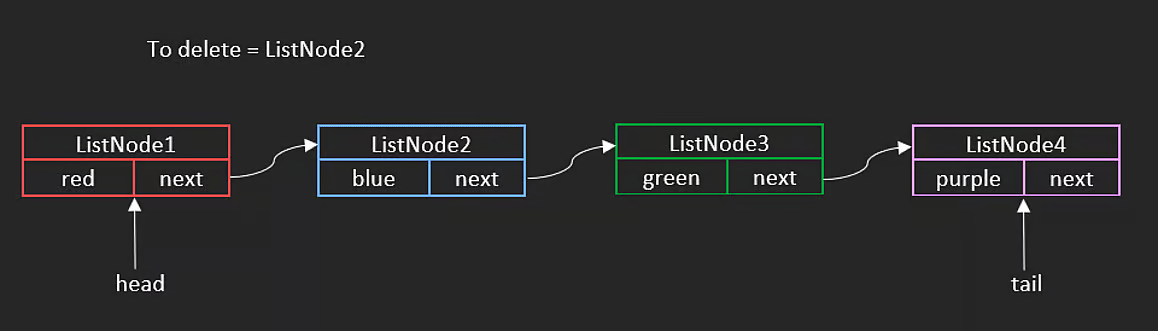 To delete = ListNode2
ListNode1
red next
ListNode2
blue next
ListNode3
green next
ListNode4
purple next
head
tail